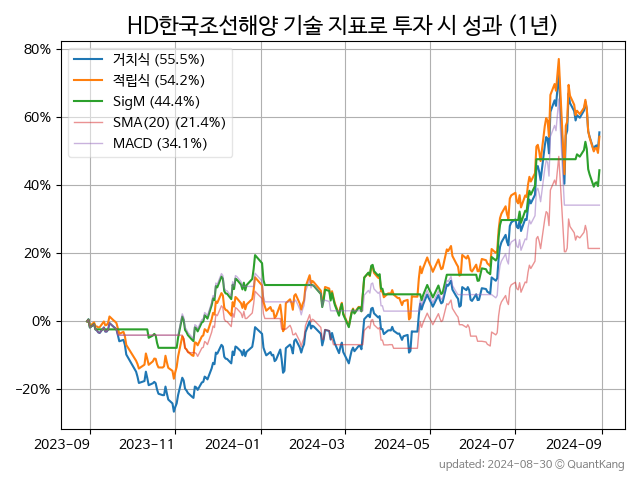 HD한국조선해양 기술 지표로 투자 시 성과 (1년)
80%
60%
40%
20%
0%
−20%
거치식 (55.5%)
적립식 (54.2%)
SigM (44.4%)
SMA(20) (21.4%)
MACD (34.1%)
2023-09 2023-11 2024-01 2024-03 2024-05 2024-07 2024-09
updated: 2024-08-30 © QuantKang